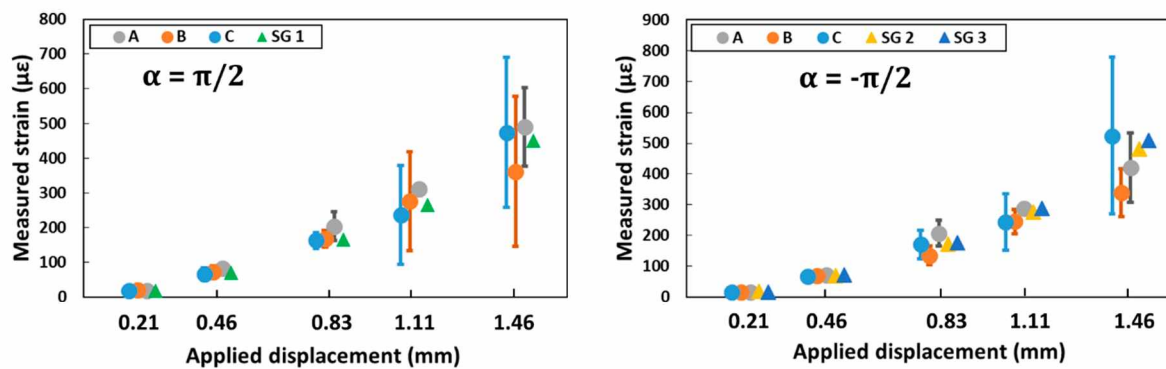 800
700
600
500
400
300
200
100
0
Measured strain (με)
A B C SG 1
α = π/2
0.21 0.46 0.83 1.11 1.46
Applied displacement (mm)
900
800
700
600
500
400
300
200
100
0
Measured strain (με)
A B C SG 2 SG 3
α = -π/2
0.21 0.46 0.83 1.11 1.46
Applied displacement (mm)